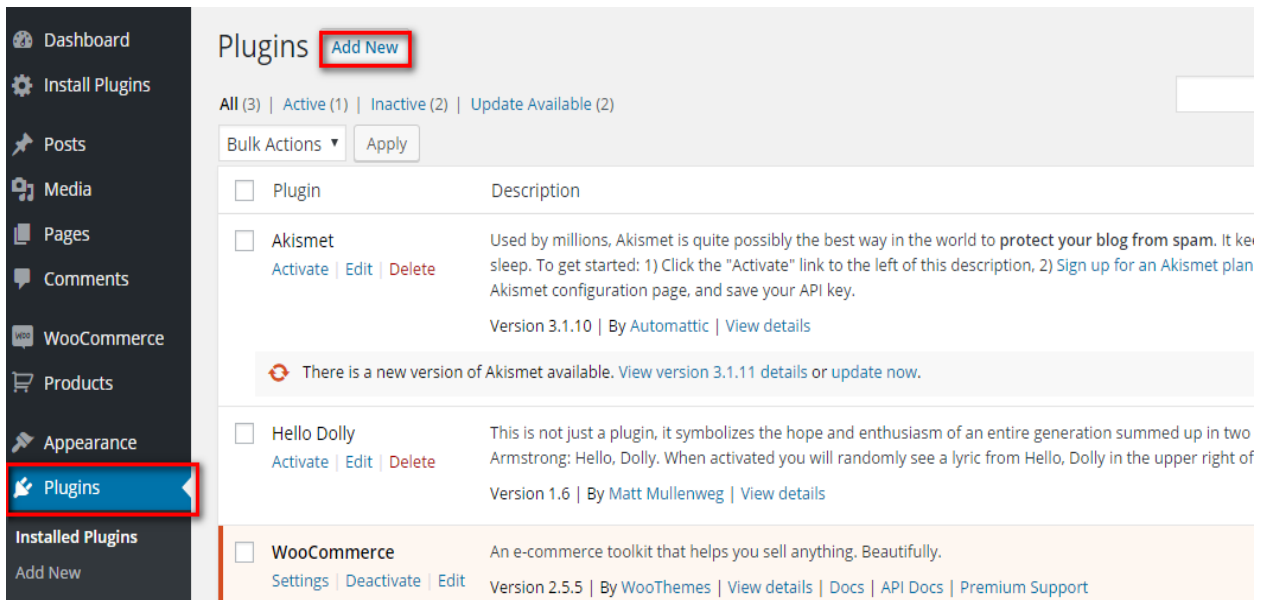 Dashboard
Install Plugins
Posts
Media
Pages
Comments
WOO WooCommerce
Products
Appearance
Plugins
Installed Plugins
Add New
Plugins Add New
All (3) | Active (1) | Inactive (2) | Update Available (2)
Bulk Actions ▼ Apply
Plugin Description
Akismet
Activate | Edit | Delete
Used by millions, Akismet is quite possibly the best way in the world to protect your blog from spam. It kee
sleep. To get started: 1) Click the "Activate" link to the left of this description, 2) Sign up for an Akismet plan
Akismet configuration page, and save your API key.
Version 3.1.10 | By Automattic | View details
There is a new version of Akismet available. View version 3.1.11 details or update now.
Hello Dolly
Activate | Edit | Delete
This is not just a plugin, it symbolizes the hope and enthusiasm of an entire generation summed up in two
Armstrong: Hello, Dolly. When activated you will randomly see a lyric from Hello, Dolly in the upper right of
Version 1.6 | By Matt Mullenweg | View details
WooCommerce
Settings | Deactivate | Edit
An e-commerce toolkit that helps you sell anything. Beautifully.
Version 2.5.5 | By WooThemes | View details | Docs | API Docs | Premium Support